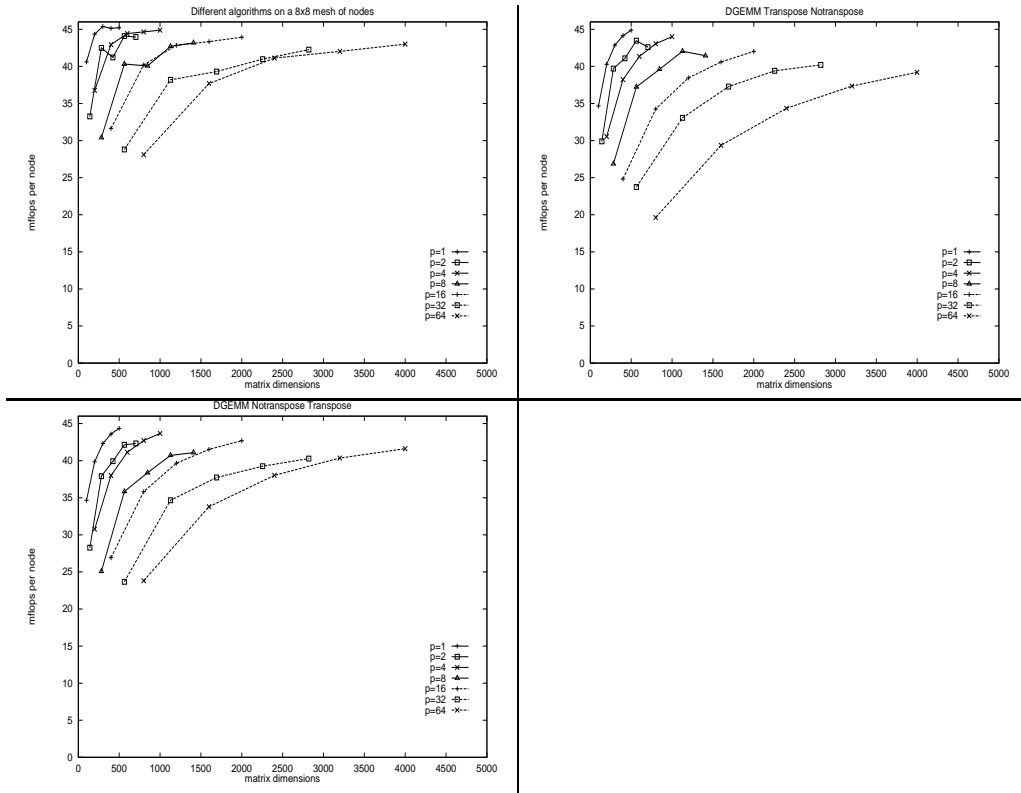 Different algorithms on a 8x8 mesh of nodes
45
40
35
30
25
20
15
10
5
0
mflops per node
p=1
p=2
p=4
p=8
p=16
p=32
p=64
0 500 1000 1500 2000 2500 3000 3500 4000 4500 5000
matrix dimensions
DGEMM Transpose Notranspose
45
40
35
30
25
20
15
10
5
0
mflops per node
p=1
p=2
p=4
p=8
p=16
p=32
p=64
0 500 1000 1500 2000 2500 3000 3500 4000 4500 5000
matrix dimensions
DGEMM Notranspose Transpose
45
40
35
30
25
20
15
10
5
0
mflops per node
p=1
p=2
p=4
p=8
p=16
p=32
p=64
0 500 1000 1500 2000 2500 3000 3500 4000 4500 5000
matrix dimensions